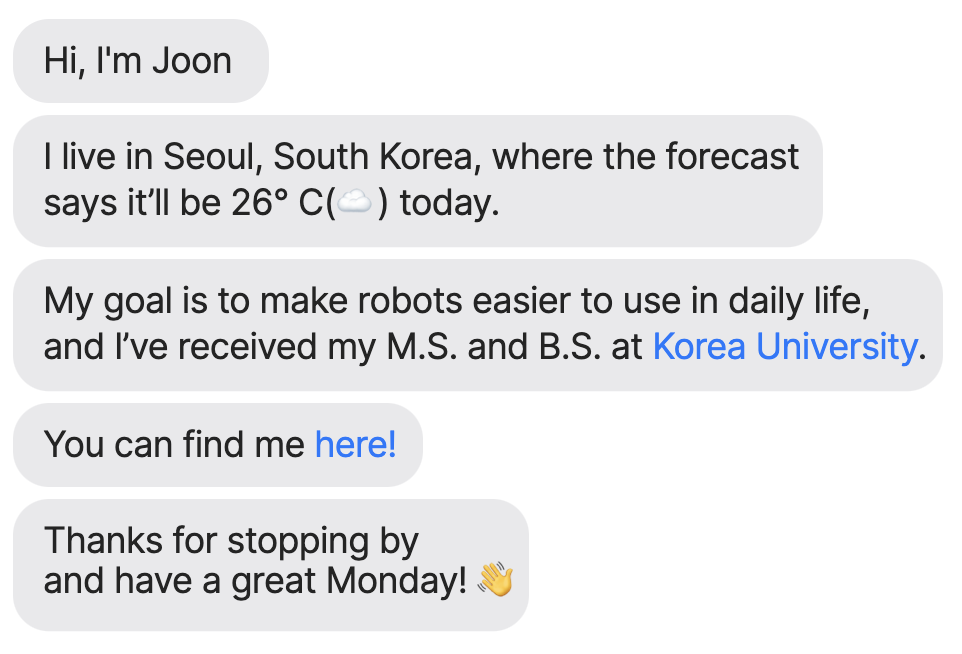 Hi, I'm Joon
I live in Seoul, South Korea, where the forecast
says it’ll be 26° C(☁️) today.
My goal is to make robots easier to use in daily life,
and I’ve received my M.S. and B.S. at Korea University.
You can find me here!
Thanks for stopping by
and have a great Monday! 👋